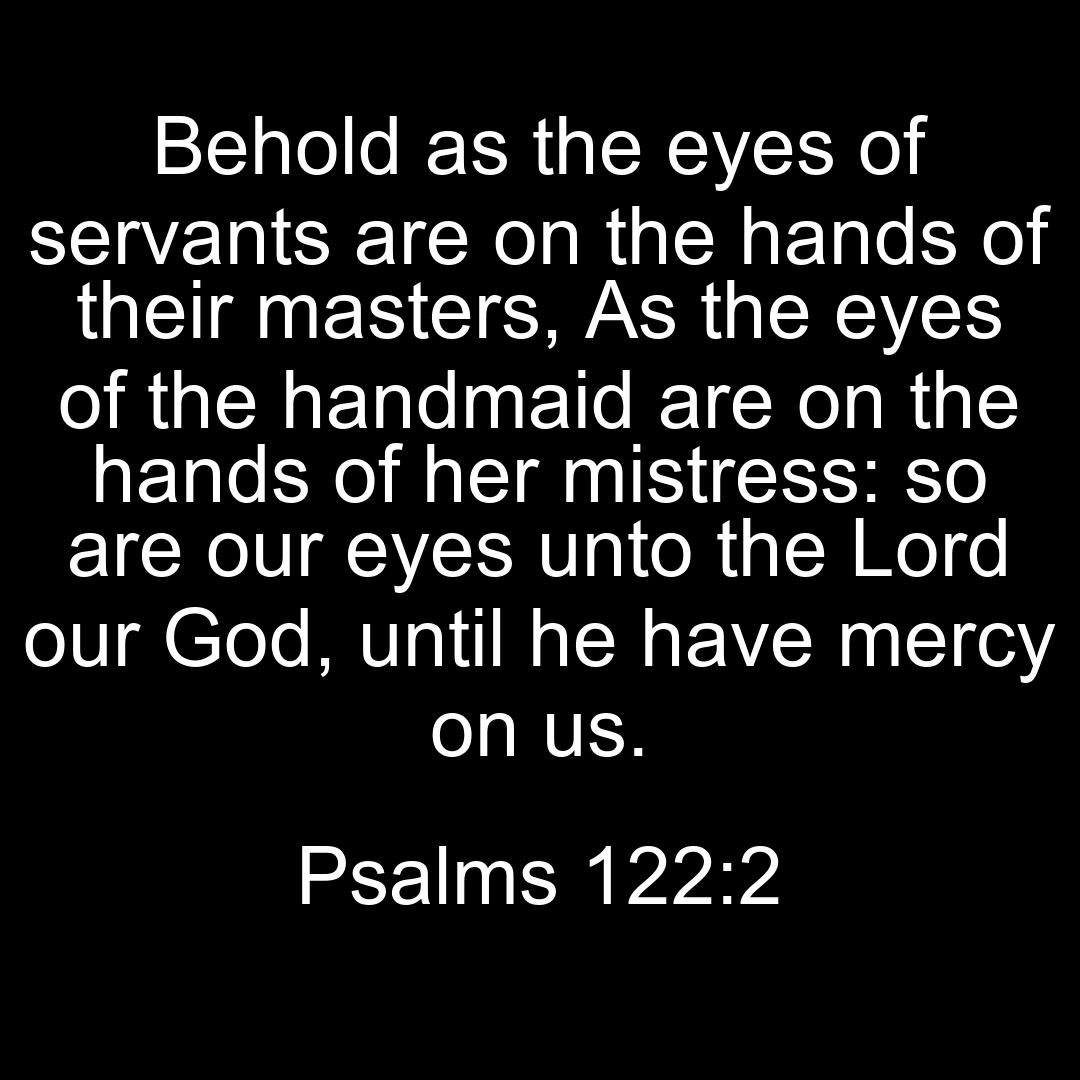 Behold as the eyes of
servants are on the hands of
their masters, As the eyes
of the handmaid are on the
hands of her mistress: so
are our eyes unto the Lord
our God, until he have mercy
on us.
Psalms 122:2